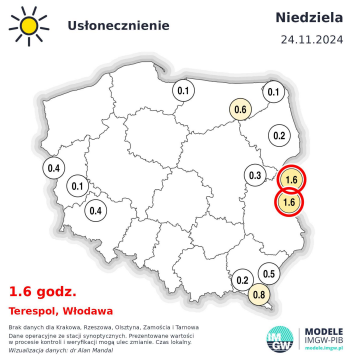 Usłonecznienie
Niedziela
24.11.2024
0.1
0.1
0.6
0.2
0.4
0.3
1.6
0.1
1.6
0.4
0.5
0.2
0.8
1.6 godz.
Terespol, Włodawa
Brak danych dla Krakowa, Rzeszowa, Olsztyna, Zamościa i Tarnowa
Dane operacyjne ze stacji synoptycznych. Prezentowane wartości
w procesie kontroli i weryfikacji mogą ulec zmianie. Czas lokalny.
Wizualizacja danych: dr Alan Mandal
IM
GW
MODELE
IMGW-PIB
modele.imgw.pl